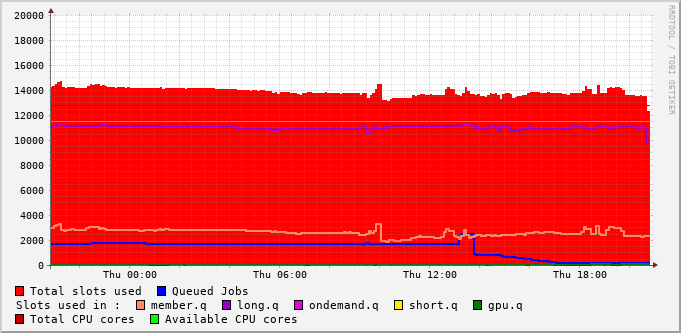 20000
18000
16000
14000
12000
10000
8000
6000
4000
2000
0
Thu 00:00 Thu 06:00 Thu 12:00 Thu 18:00
RRDTOOL / TOBI OETIKER
Total slots used Queued Jobs
Slots used in : member.q long.q ondemand.q short.q gpu.q
Total CPU cores Available CPU cores